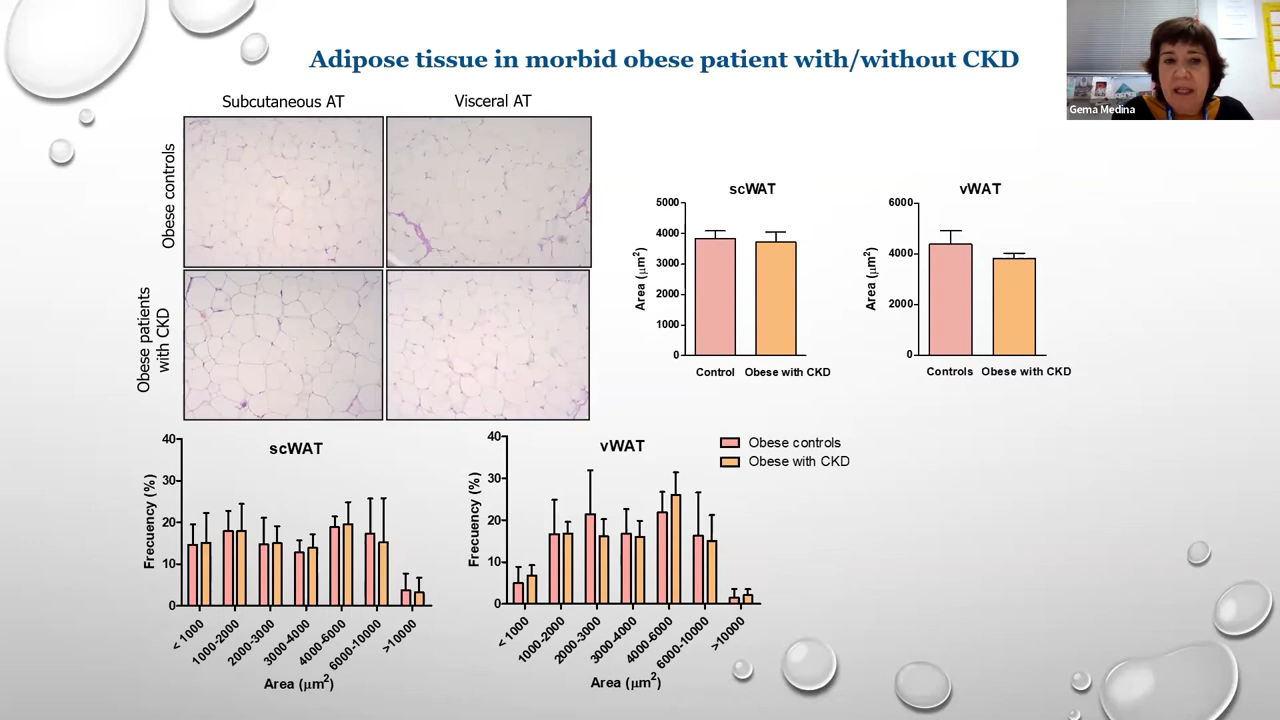 Adipose tissue in morbid obese patient with/without CKD
Gema Medina
Subcutaneous AT
Visceral AT
Obese controls
Obese patients
with CKD
scWAT
5000
4000
3000
2000
1000
0
Area (μm2)
Control
Obese with CKD
vWAT
6000
4000
2000
0
Area (μm2)
Controls
Obese with CKD
scWAT
40
30
20
10
0
Frecuency (%)
< 1000
1000-2000
2000-3000
3000-4000
4000-6000
6000-10000
>10000
Area (μm2)
vWAT
40
30
20
10
0
Frecuency (%)
< 1000
1000-2000
2000-3000
3000-4000
4000-6000
6000-10000
>10000
Area (μm2)
Obese controls
Obese with CKD